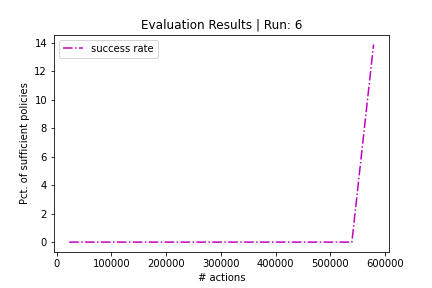 Evaluation Results | Run: 6
success rate
Pct. of sufficient policies
14
12
10
8
6
4
2
0
0 100000 200000 300000 400000 500000 600000
# actions